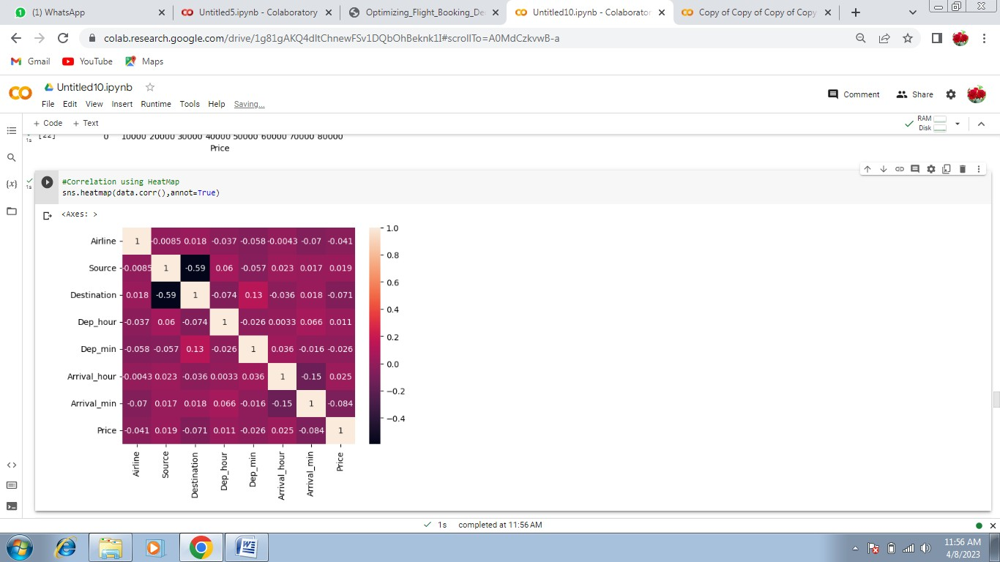 (1) WhatsApp
Untitled5.ipynb - Colaboratory
Optimizing_Flight_Booking_De
Untitled10.ipynb - Colaborator
Copy of Copy of Copy of Copy
colab.research.google.com/drive/1g81gAKQ4dltChnewFSv1DQbOhBeknk1l#scrollTo=A0MdCzkvwB-a
Gmail YouTube Maps
Untitled10.ipynb
File Edit View Insert Runtime Tools Help Saving...
Comment Share
+ Code + Text
RAM
Disk
1s [22] 0 10000 20000 30000 40000 50000 60000 70000 80000
Price
1s
#Correlation using HeatMap
sns.heatmap(data.corr(),annot=True)
<Axes: >
Airline 1 -0.0085 0.018 -0.037 -0.058 -0.0043 -0.07 -0.041
Source -0.0085 1 -0.59 0.06 -0.057 0.023 0.017 0.019
Destination 0.018 -0.59 1 -0.074 0.13 -0.036 0.018 -0.071
Dep_hour -0.037 0.06 -0.074 1 -0.026 0.0033 0.066 0.011
Dep_min -0.058 -0.057 0.13 -0.026 1 0.036 -0.016 -0.026
Arrival_hour -0.0043 0.023 -0.036 0.0033 0.036 1 -0.15 0.025
Arrival_min -0.07 0.017 0.018 0.066 -0.016 -0.15 1 -0.084
Price -0.041 0.019 -0.071 0.011 -0.026 0.025 -0.084 1
Airline Source Destination Dep_hour Dep_min Arrival_hour Arrival_min Price
1.0
0.8
0.6
0.4
0.2
0.0
−0.2
−0.4
1s completed at 11:56 AM
11:56 AM
4/8/2023